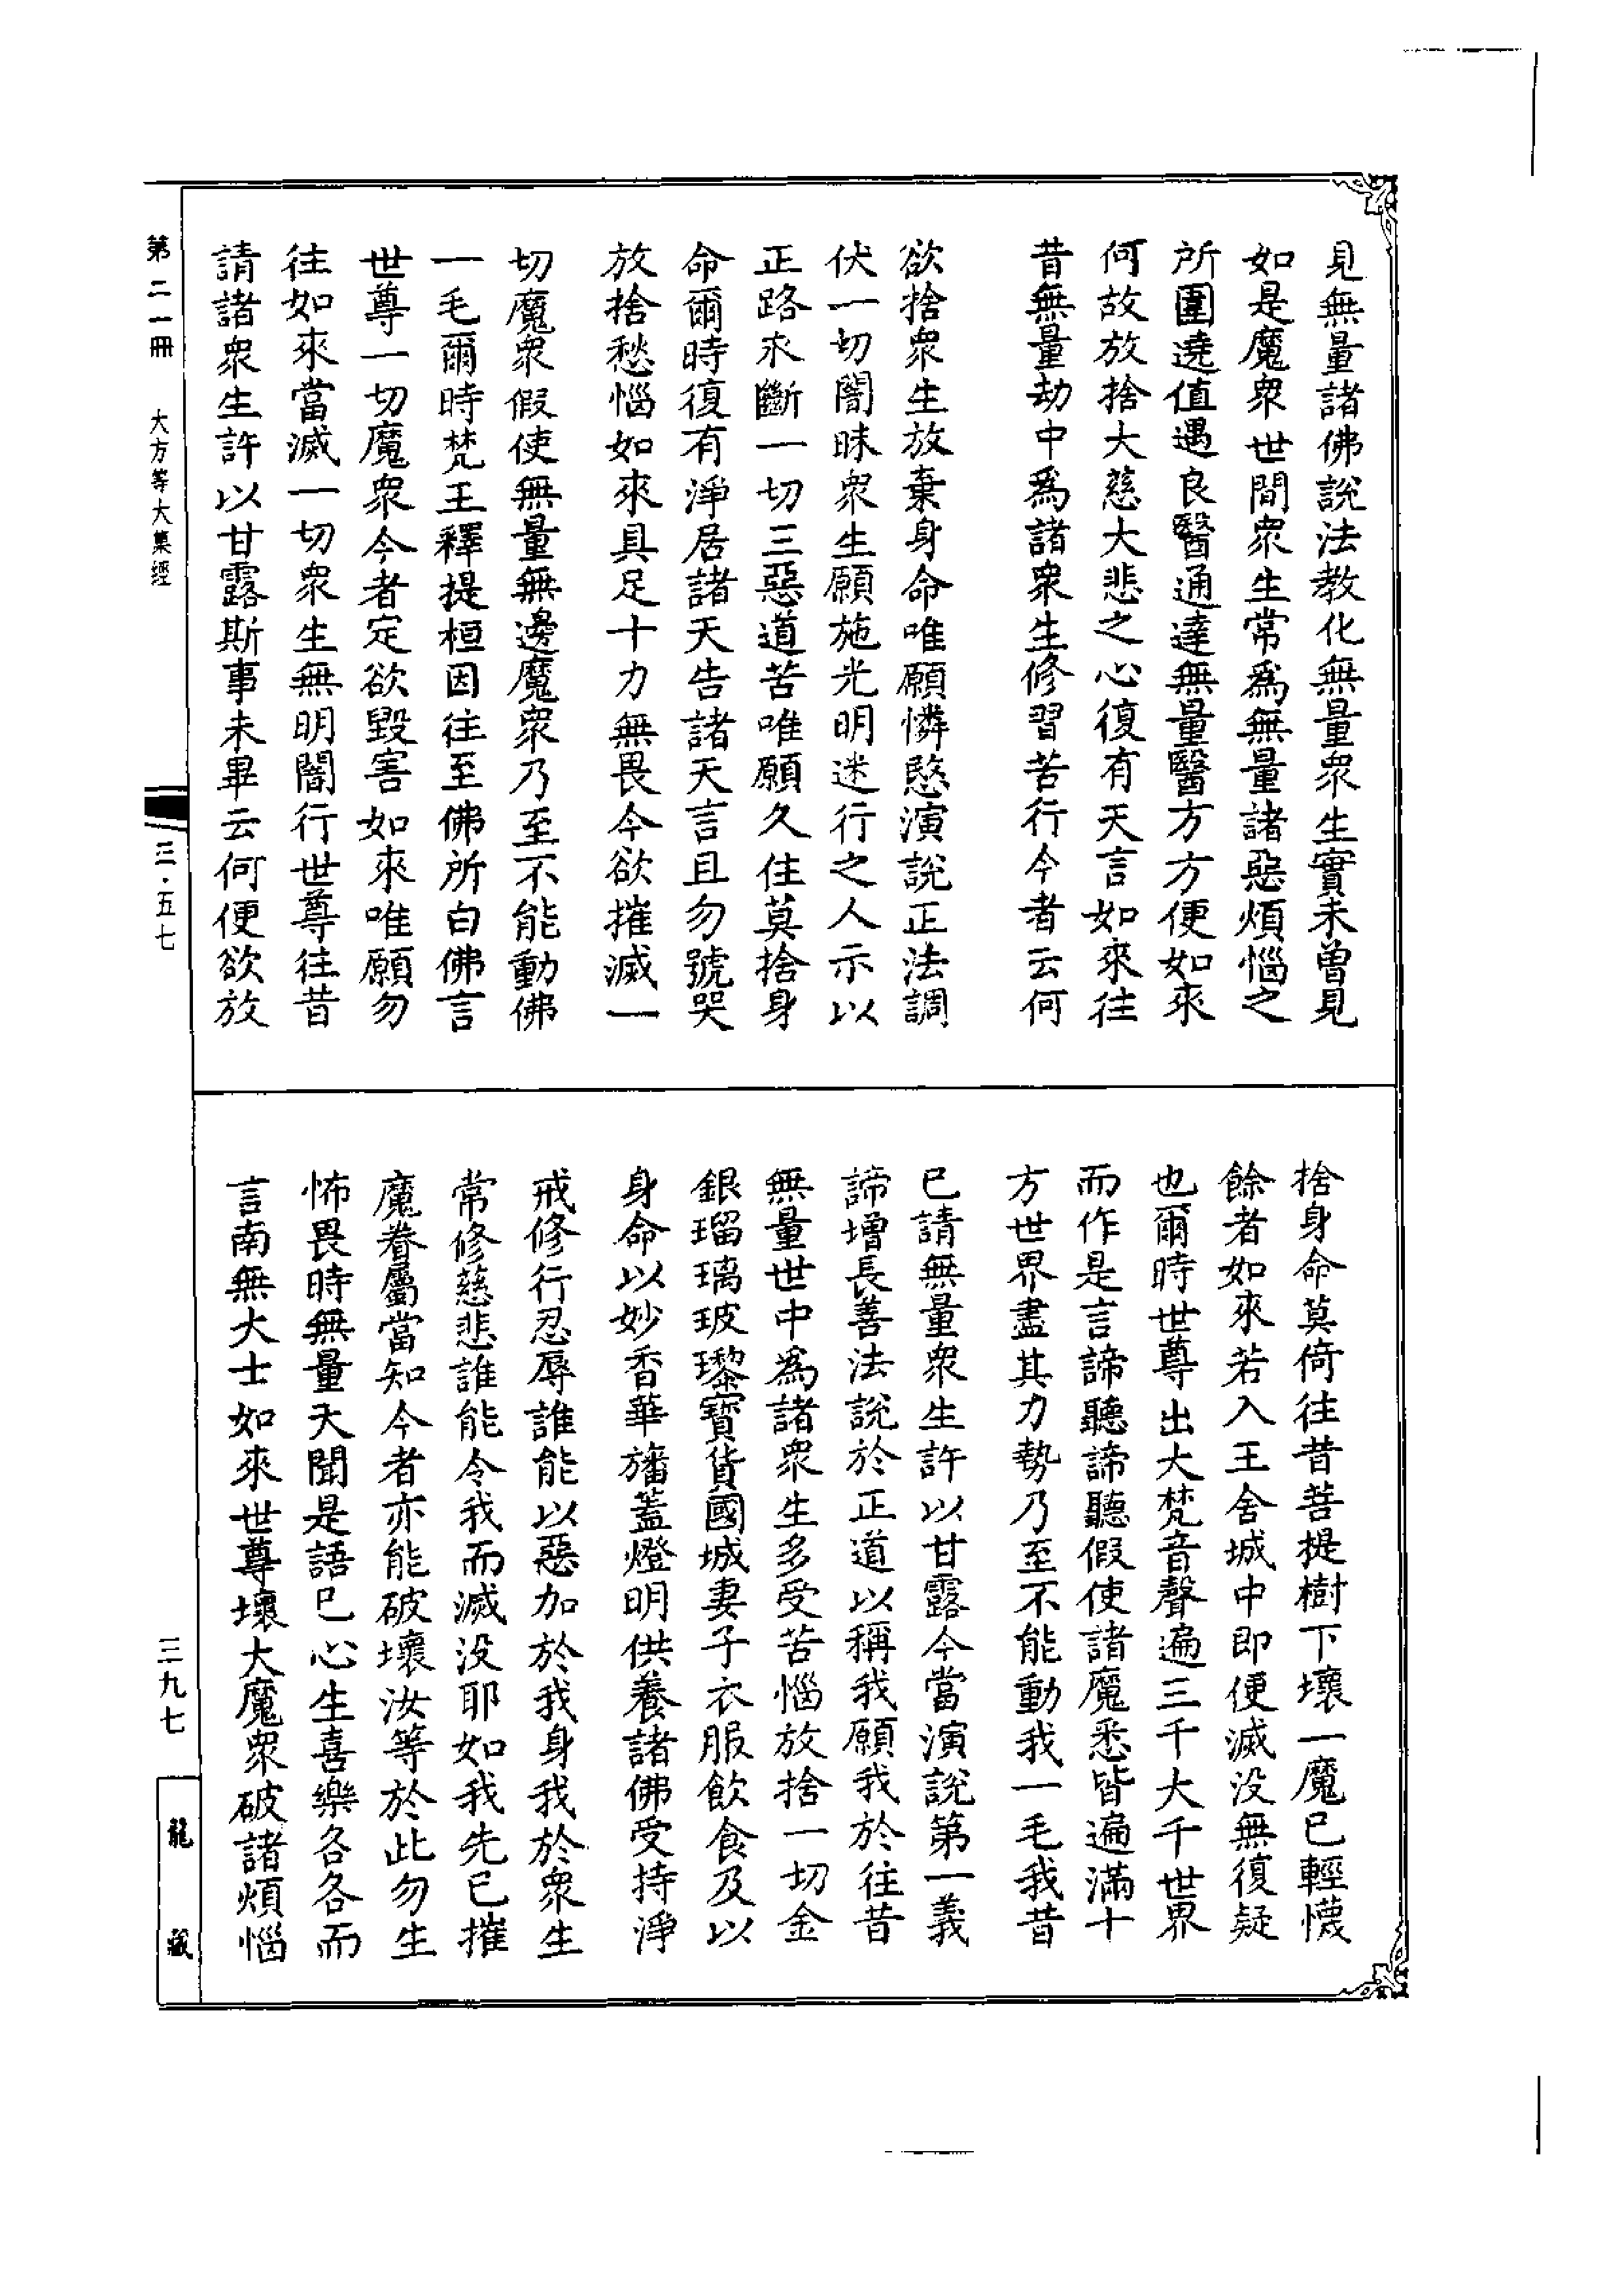 見無量諸佛說法教化無量衆生實未曾見
如是魔衆世間衆生常爲無量諸惡煩惱之
所圍遶值遇良醫通達無量醫方方便如來
何故放捨大慈大悲之心復有天言如來往
昔無量劫中爲諸衆生修習苦行今者云何
欲捨衆生放棄身命唯願憐愍演說正法調
伏一切闇昧衆生願施光明迷行之人示以
正路永斷一切三惡道苦唯願久住莫捨身
命爾時復有淨居諸天告諸天言且勿號哭
放捨愁惱如來具足十力無畏今欲摧滅一
切魔衆假使無量無邊魔衆乃至不能動佛
一毛爾時梵王釋提桓因往至佛所白佛言
世尊一切魔衆今者定欲毀害如來唯願勿
往如來當滅一切衆生無明闇行世尊往昔
請諸衆生許以甘露斯事未畢云何便欲放
捨身命莫倚往昔菩提樹下壞一魔已輕懱
餘者如來若入王舍城中即便滅没無復疑
也爾時世尊出大梵音聲遍三千大千世界
而作是言諦聽諦聽假使諸魔悉皆遍滿十
方世界盡其力勢乃至不能動我一毛我昔
已請無量衆生許以甘露今當演說第一義
諦增長善法說於正道以稱我願我於往昔
無量世中爲諸衆生多受苦惱放捨一切金
銀瑠璃玻瓈寶貨國城妻子衣服飲食及以
身命以妙香華旛蓋燈明供養諸佛受持淨
戒修行忍辱誰能以惡加於我身我於衆生
常修慈悲誰能令我而滅没耶如我先已摧
魔眷屬當知今者亦能破壞汝等於此勿生
怖畏時無量天聞是語已心生喜樂各各而
言南無大士如來世尊壞大魔衆破諸煩惱
第二一冊 大方等大集經
三·五七
三九七
龍藏